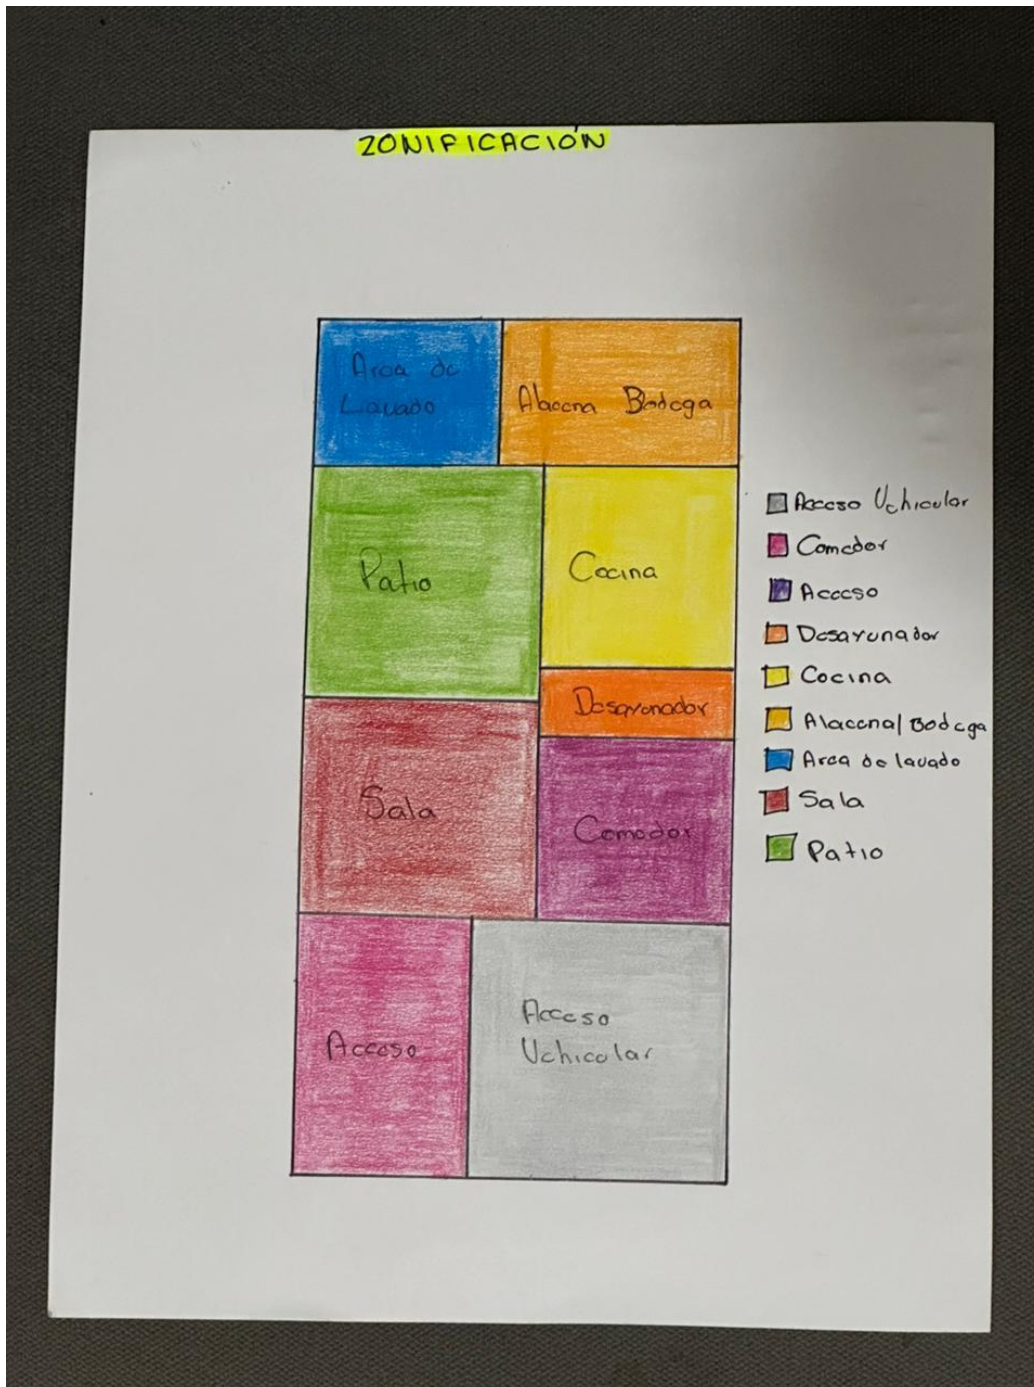 ZONIFICACIÓN
Area de
Lavado
Alacena Bodega
Patio
Cocina
Desayunador
Sala
Comedor
Acceso
Acceso
Vehicular
Acceso Vehicular
Comedor
Acceso
Desayunador
Cocina
Alacena/Bodega
Area de lavado
Sala
Patio